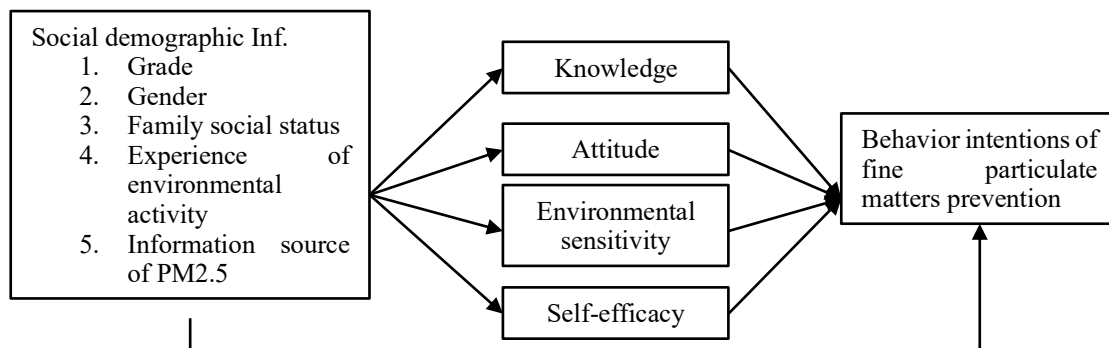 Social demographic Inf.
1. Grade
2. Gender
3. Family social status
4. Experience of
environmental
activity
5. Information source
of PM2.5
Knowledge
Attitude
Environmental
sensitivity
Self-efficacy
Behavior intentions of
fine particulate
matters prevention